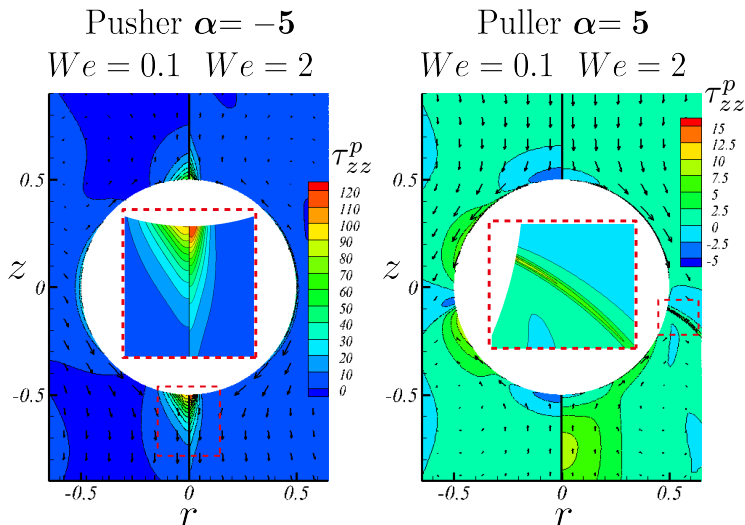 Pusher α= −5
We = 0.1 We = 2
τ^p_zz
120
110
100
90
80
70
60
50
40
30
20
10
0
z
0.5
0
-0.5
-0.5 0 0.5
r
Puller α= 5
We = 0.1 We = 2
τ^p_zz
15
12.5
10
7.5
5
2.5
0
-2.5
-5
z
0.5
0
-0.5
-0.5 0 0.5
r